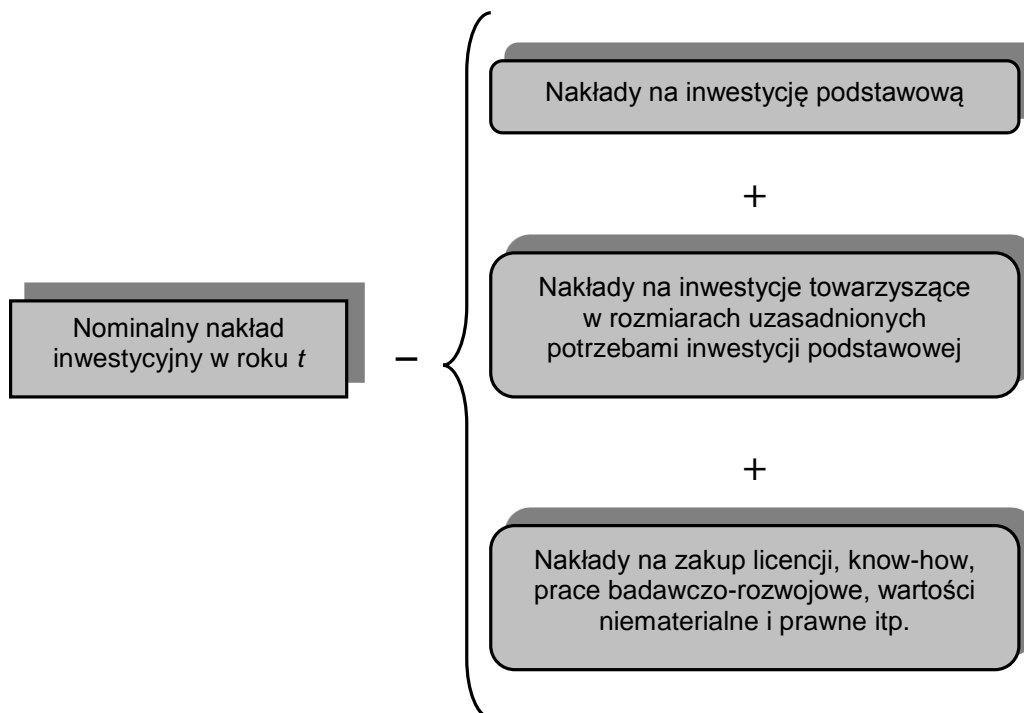 Nakłady na inwestycję podstawową
+
Nakłady na inwestycje towarzyszące
w rozmiarach uzasadnionych
potrzebami inwestycji podstawowej
Nominalny nakład
inwestycyjny w roku t
–
+
Nakłady na zakup licencji, know-how,
prace badawczo-rozwojowe, wartości
niematerialne i prawne itp.